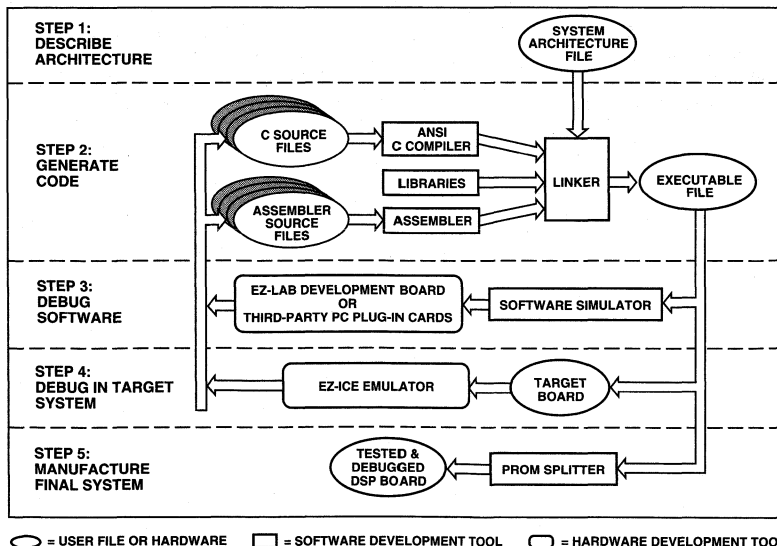 STEP 1:
DESCRIBE
ARCHITECTURE
SYSTEM
ARCHITECTURE
FILE
STEP 2:
GENERATE
CODE
C SOURCE
FILES
ANSI
C COMPILER
LIBRARIES
ASSEMBLER
SOURCE
FILES
ASSEMBLER
LINKER
EXECUTABLE
FILE
STEP 3:
DEBUG
SOFTWARE
EZ-LAB DEVELOPMENT BOARD
OR
THIRD-PARTY PC PLUG-IN CARDS
SOFTWARE SIMULATOR
STEP 4:
DEBUG IN TARGET
SYSTEM
EZ-ICE EMULATOR
TARGET
BOARD
STEP 5:
MANUFACTURE
FINAL SYSTEM
TESTED &
DEBUGGED
DSP BOARD
PROM SPLITTER
= USER FILE OR HARDWARE
= SOFTWARE DEVELOPMENT TOOL
= HARDWARE DEVELOPMENT TOO